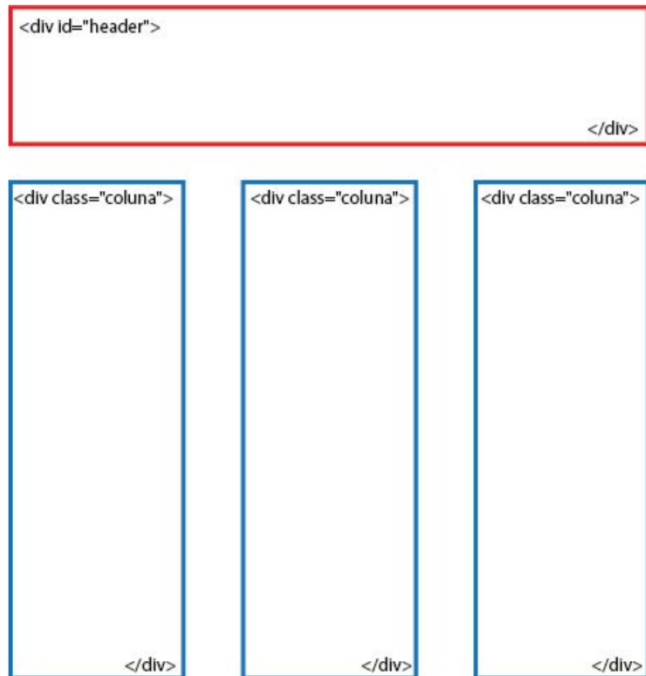 <div id="header">
</div>
<div class="coluna">
<div class="coluna">
<div class="coluna">
</div>
</div>
</div>